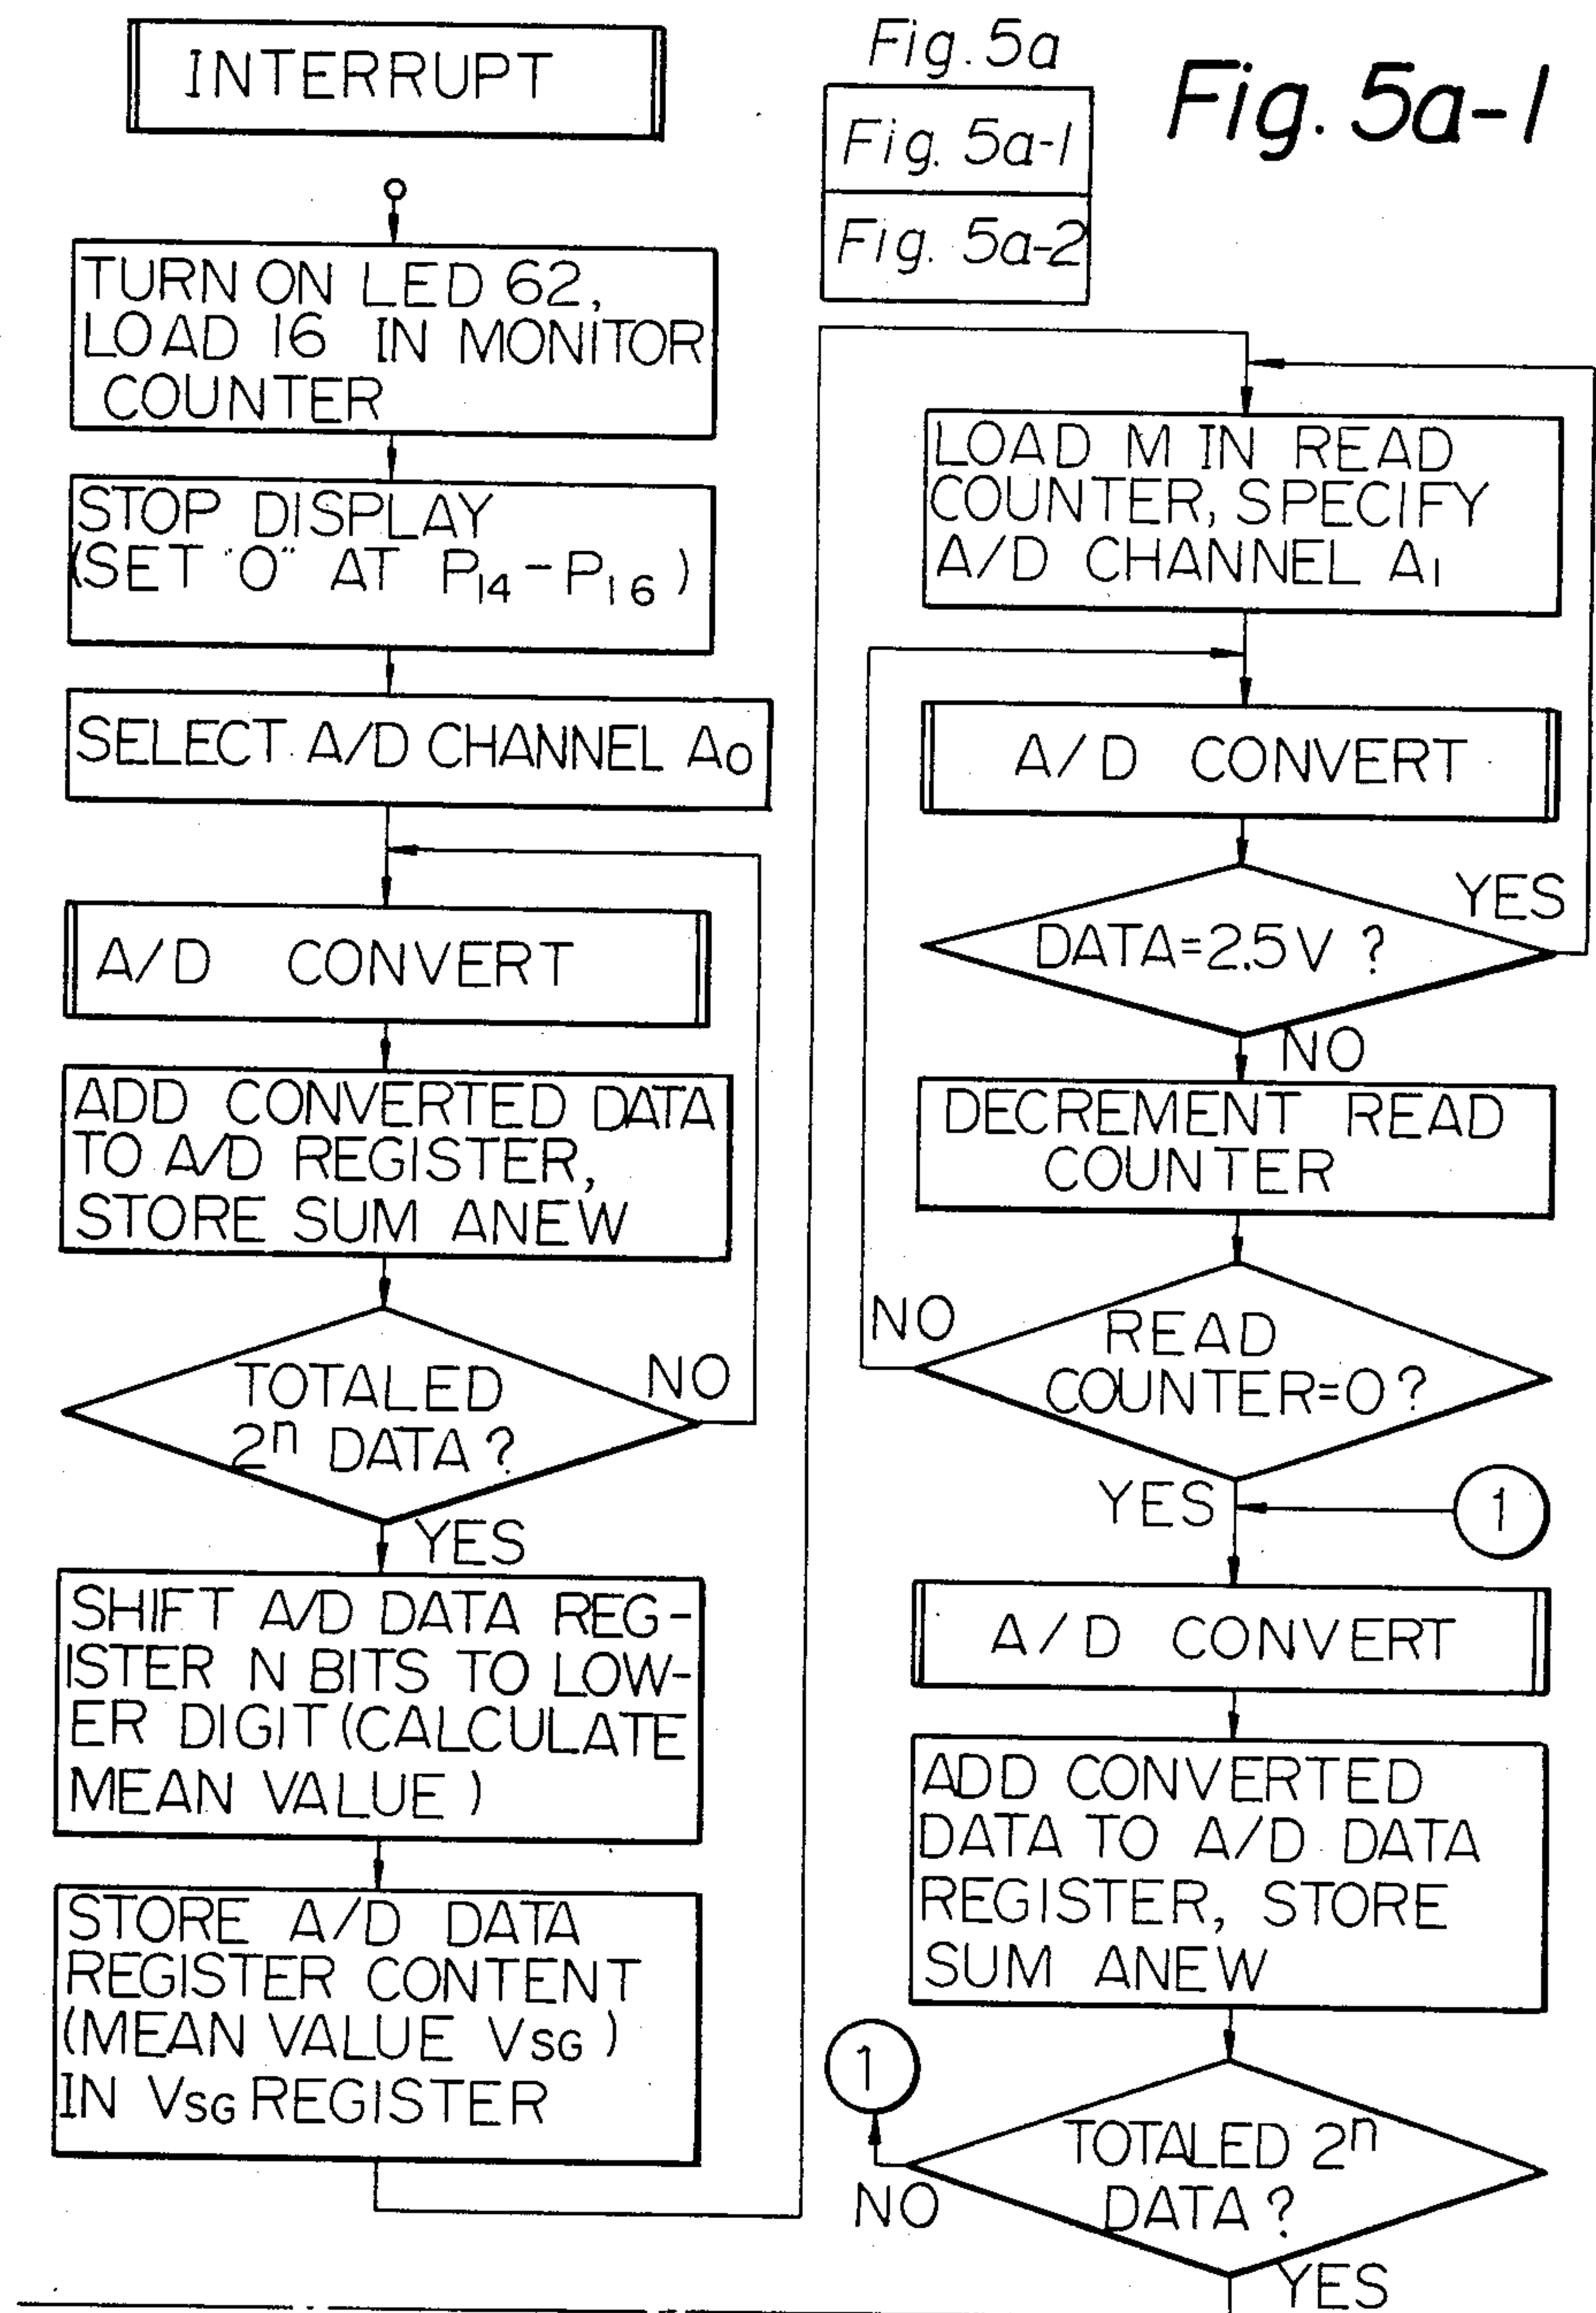 INTERRUPT
Fig. 5a
Fig. 5a-1
Fig. 5a-2
Fig. 5a-1
TURN ON LED 62,
LOAD 16 IN MONITOR
COUNTER
STOP DISPLAY
(SET "0" AT P14 - P16)
SELECT A/D CHANNEL A0
A/D CONVERT
ADD CONVERTED DATA
TO A/D REGISTER,
STORE SUM ANEW
TOTALED
2^n DATA?
NO
YES
SHIFT A/D DATA REG-
ISTER N BITS TO LOW-
ER DIGIT (CALCULATE
MEAN VALUE)
STORE A/D DATA
REGISTER CONTENT
(MEAN VALUE VSG)
IN VSG REGISTER
LOAD M IN READ
COUNTER, SPECIFY
A/D CHANNEL A1
A/D CONVERT
DATA=2.5V ?
YES
NO
DECREMENT READ
COUNTER
READ
COUNTER=0?
NO
YES
1
A/D CONVERT
ADD CONVERTED
DATA TO A/D DATA
REGISTER, STORE
SUM ANEW
1
TOTALED 2^n
DATA?
NO
YES